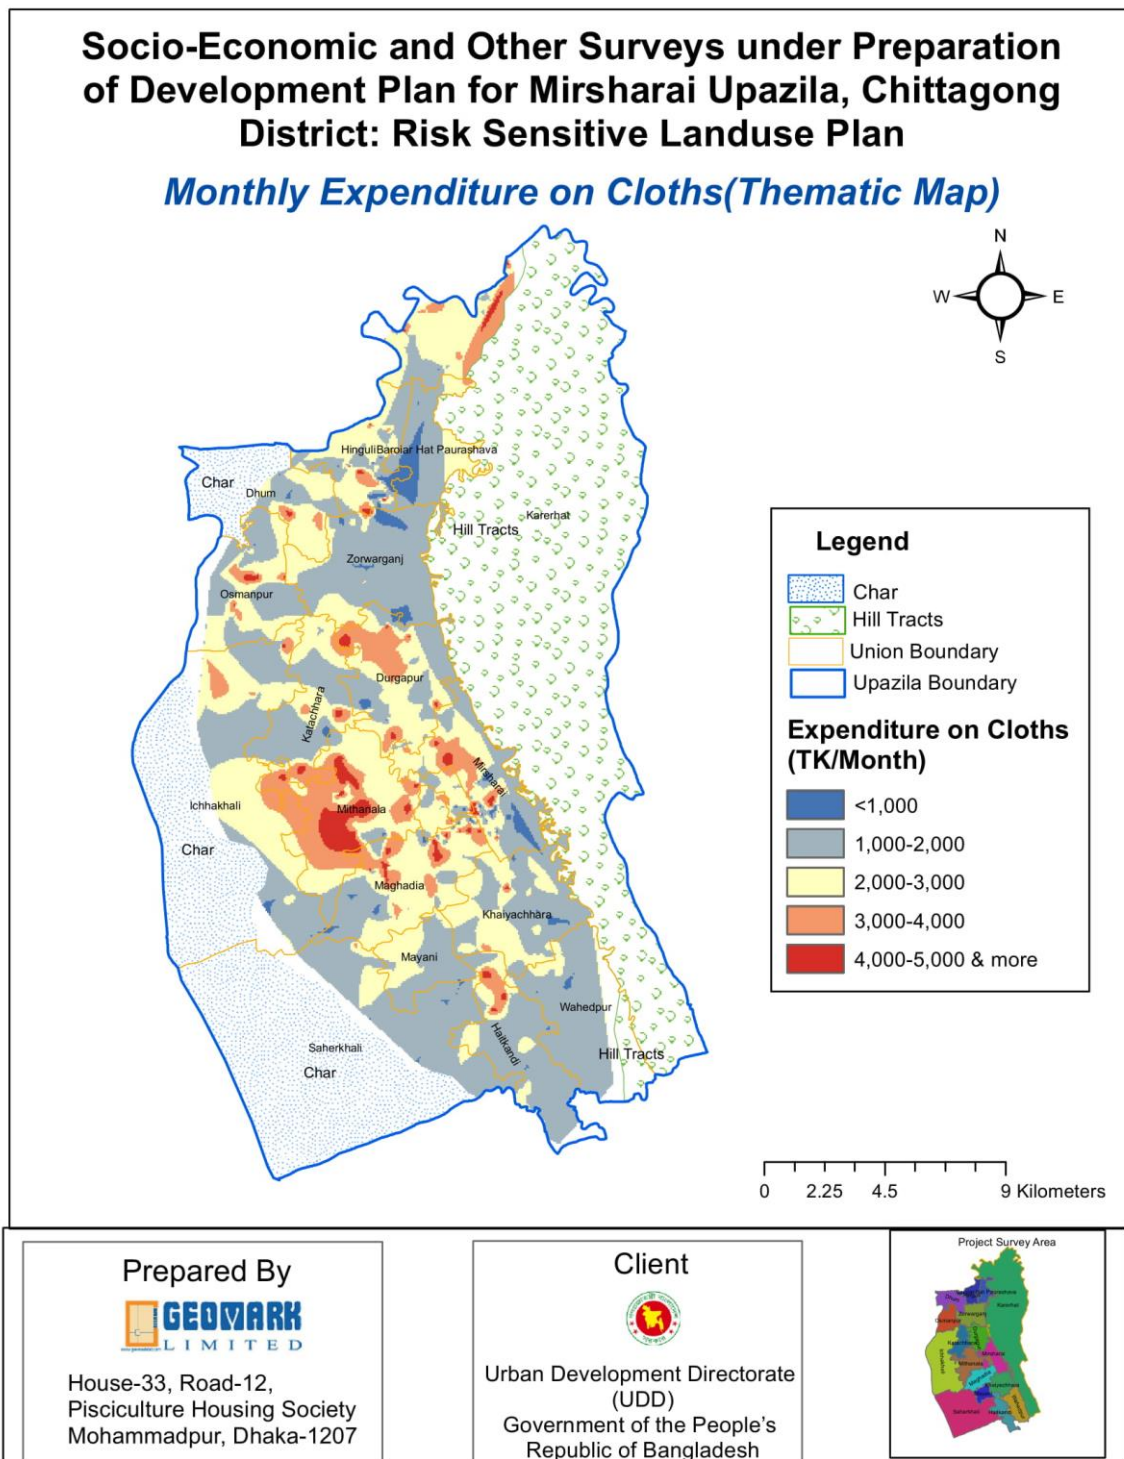 Socio-Economic and Other Surveys under Preparation
of Development Plan for Mirsharai Upazila, Chittagong
District: Risk Sensitive Landuse Plan
Monthly Expenditure on Cloths(Thematic Map)
N
W
E
S
HinguliBaroiar Hat Paurashava
Char
Dhum
Karerhat
Hill Tracts
Zorwarganj
Osmanpur
Durgapur
Katachhara
Mirsharai
Ichhakhali
Mithanala
Char
Maghadia
Khaiyachhara
Mayani
Wahedpur
Haitkandi
Saherkhali
Hill Tracts
Char
Legend
Char
Hill Tracts
Union Boundary
Upazila Boundary
Expenditure on Cloths
(TK/Month)
<1,000
1,000-2,000
2,000-3,000
3,000-4,000
4,000-5,000 & more
0 2.25 4.5 9 Kilometers
Prepared By
GEOMARK
LIMITED
House-33, Road-12,
Pisciculture Housing Society
Mohammadpur, Dhaka-1207
Client
Urban Development Directorate
(UDD)
Government of the People's
Republic of Bangladesh
Project Survey Area
Karerhat
Zorwarganj
Mithanala
Maghadia
Saherkhali